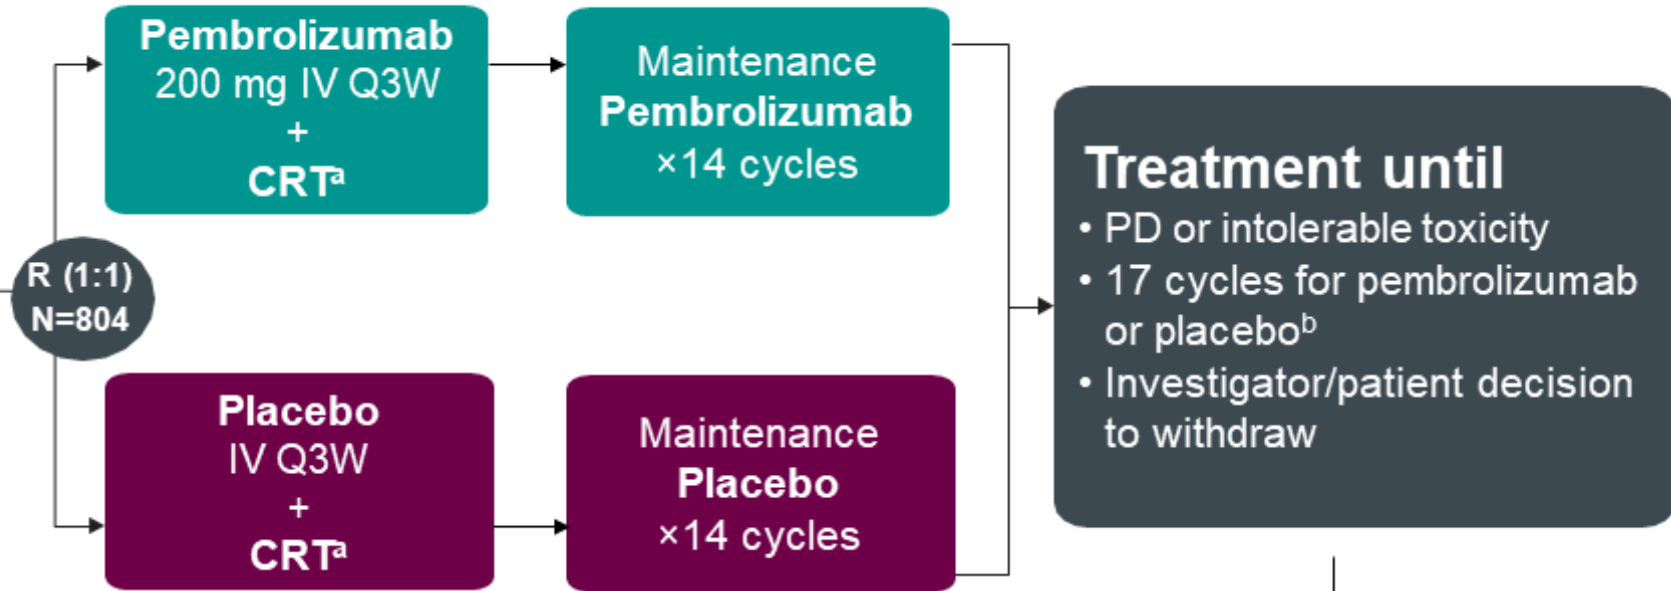 Pembrolizumab
200 mg IV Q3W
+
CRTᵃ
Maintenance
Pembrolizumab
×14 cycles
R (1:1)
N=804
Placebo
IV Q3W
+
CRTᵃ
Maintenance
Placebo
×14 cycles
Treatment until
• PD or intolerable toxicity
• 17 cycles for pembrolizumab
or placeboᵇ
• Investigator/patient decision
to withdraw